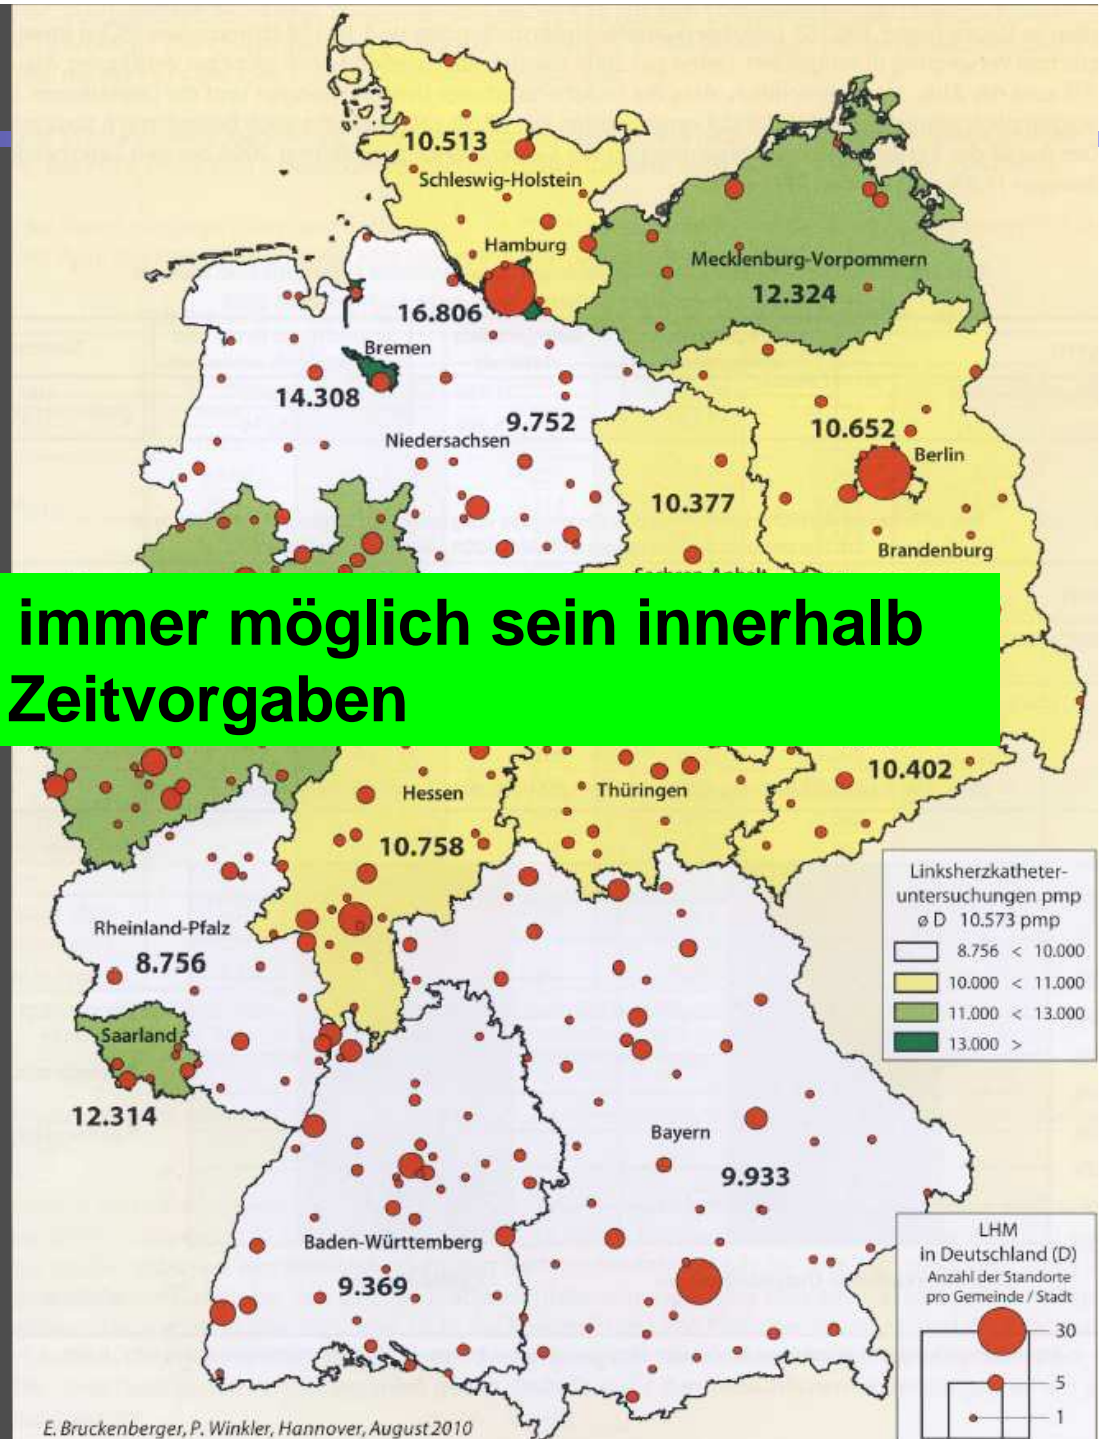 10.513
Schleswig-Holstein
Hamburg
Mecklenburg-Vorpommern
12.324
16.806
Bremen
14.308
9.752
Niedersachsen
10.652
Berlin
10.377
Brandenburg
immer möglich sein innerhalb
Zeitvorgaben
10.402
Hessen
Thüringen
10.758
Rheinland-Pfalz
8.756
Saarland
12.314
Bayern
9.933
Baden-Württemberg
9.369
Linksherzkatheter-
untersuchungen pmp
ø D 10.573 pmp
8.756 < 10.000
10.000 < 11.000
11.000 < 13.000
13.000 >
LHM
in Deutschland (D)
Anzahl der Standorte
pro Gemeinde / Stadt
30
5
1
E. Bruckenberger, P. Winkler, Hannover, August 2010